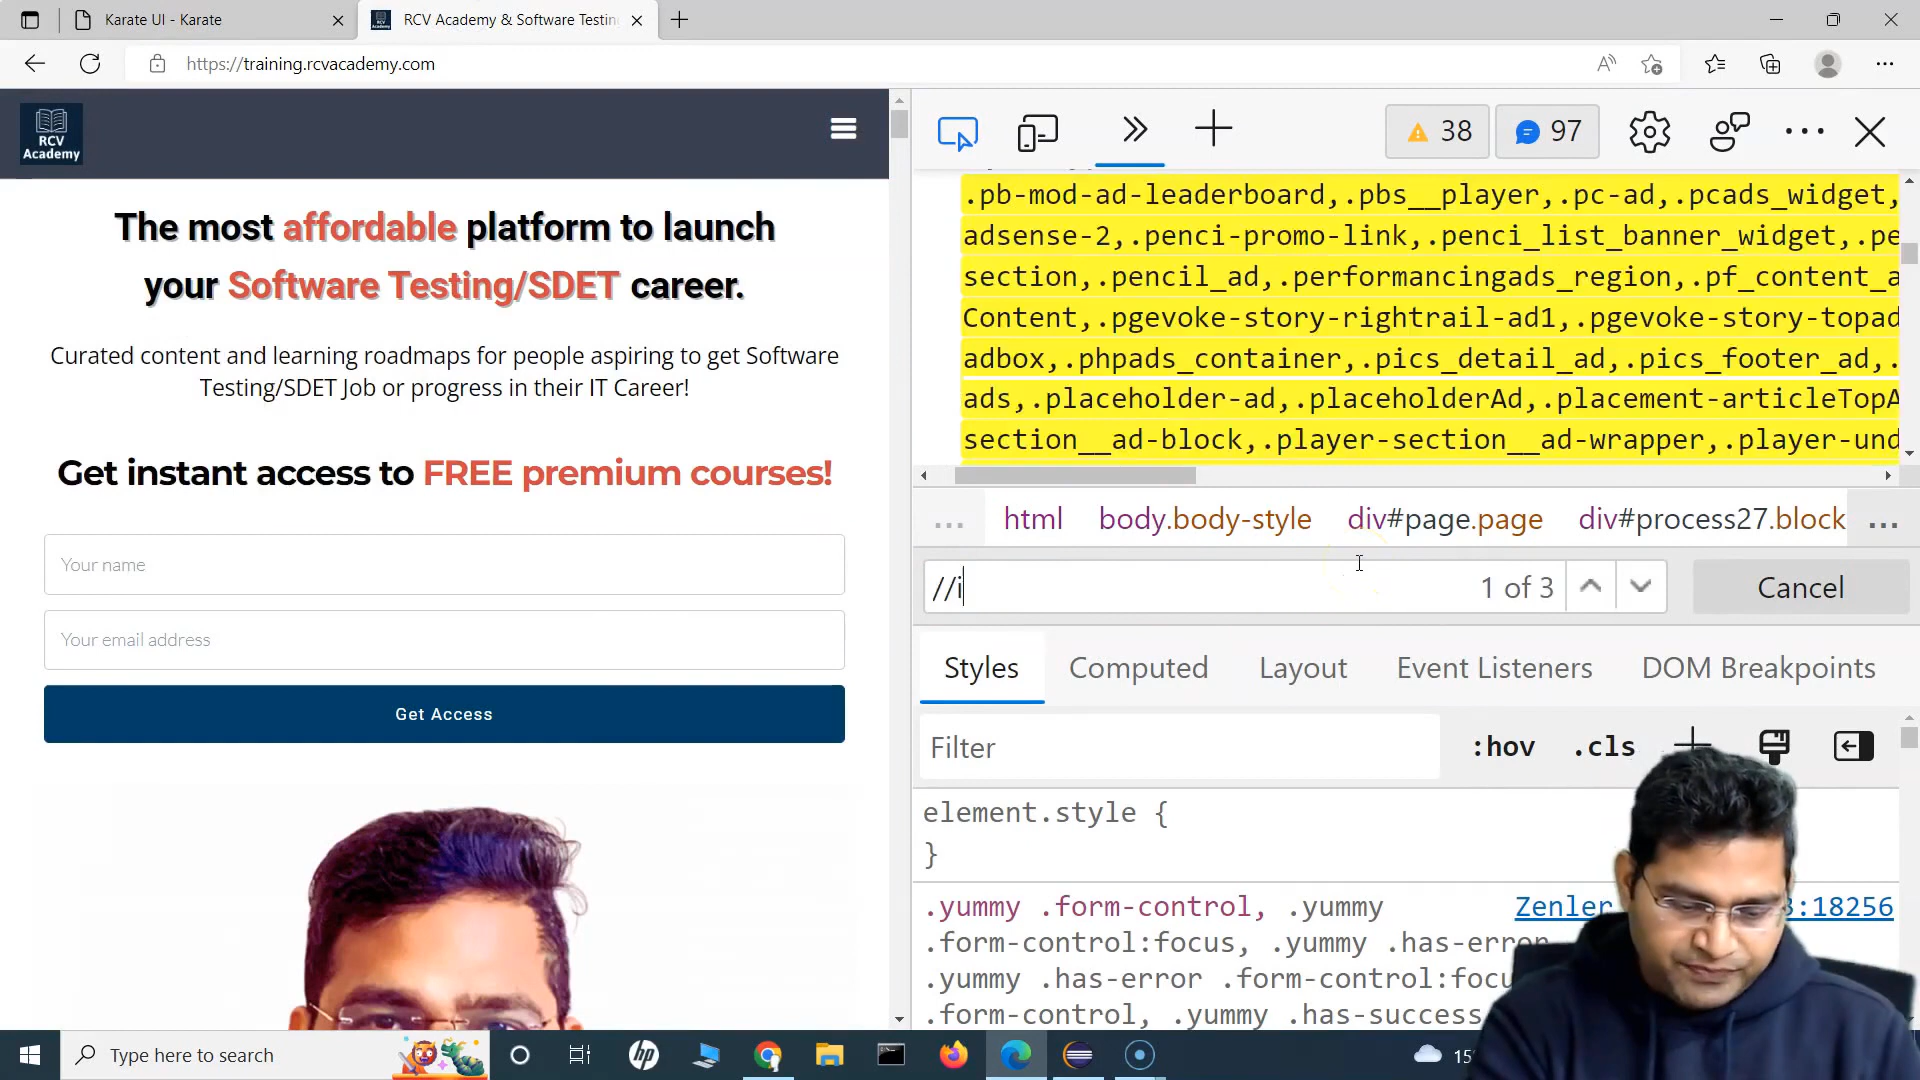 Karate UI - Karate
RCV Academy & Software Testin
https://training.rcvacademy.com
RCV
Academy
38
97
The most affordable platform to launch
your Software Testing/SDET career.
Curated content and learning roadmaps for people aspiring to get Software
Testing/SDET Job or progress in their IT Career!
Get instant access to FREE premium courses!
Your name
Your email address
Get Access
.pb-mod-ad-leaderboard,.pbs__player,.pc-ad,.pcads_widget,
adsense-2,.penci-promo-link,.penci_list_banner_widget,.pe
section,.pencil_ad,.performancingads_region,.pf_content_a
Content,.pgevoke-story-rightrail-ad1,.pgevoke-story-topad
adbox,.phpads_container,.pics_detail_ad,.pics_footer_ad,.
ads,.placeholder-ad,.placeholderAd,.placement-articleTopA
section__ad-block,.player-section__ad-wrapper,.player-und
... html body.body-style div#page.page div#process27.block ...
//i
1 of 3
Cancel
Styles Computed Layout Event Listeners DOM Breakpoints
Filter
:hov .cls
element.style {
}
.yummy .form-control, .yummy
Zenler
:18256
.form-control:focus, .yummy .has-error
.yummy .has-error .form-control:focu
.form-control, .yummy .has-success
Type here to search
hp
15